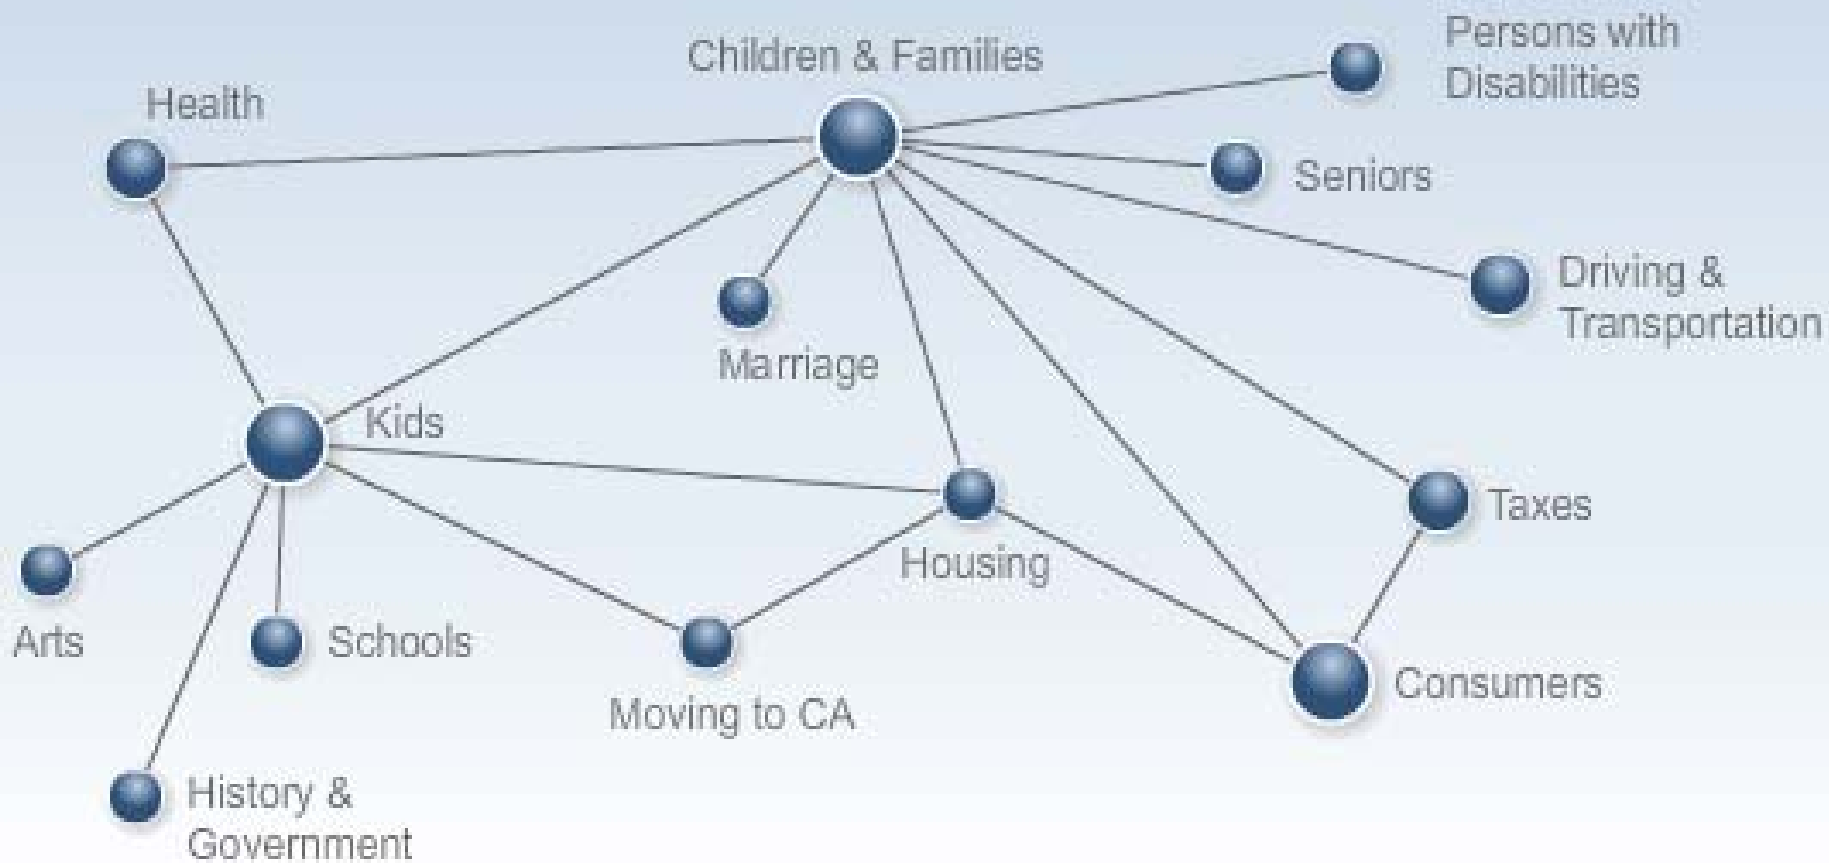 Persons with
Disabilities
Children & Families
Health
Seniors
Driving &
Transportation
Marriage
Kids
Taxes
Housing
Arts
Schools
Consumers
Moving to CA
History &
Government